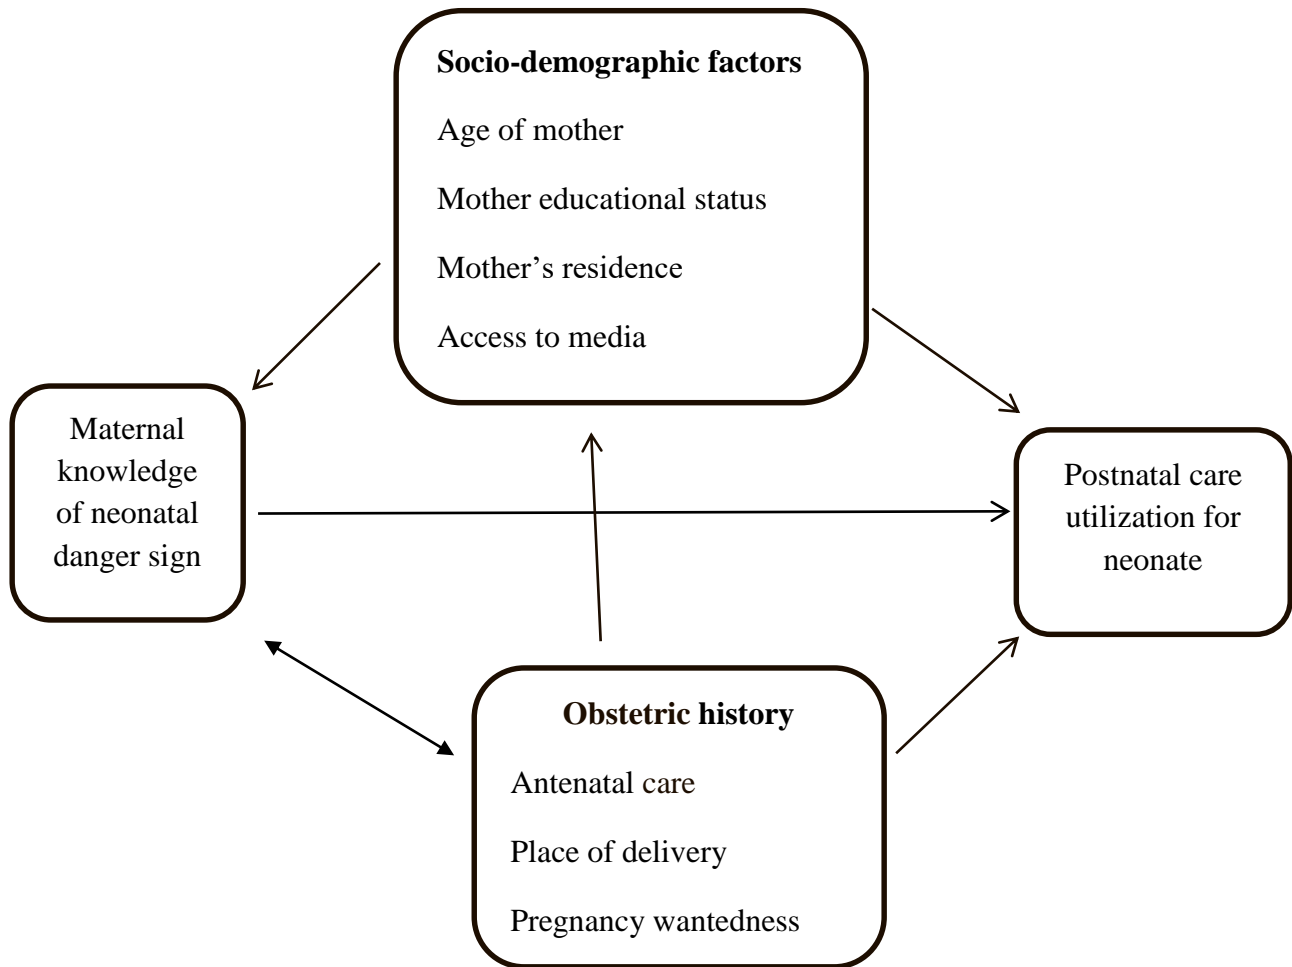 Socio-demographic factors
Age of mother
Mother educational status
Mother’s residence
Access to media
Maternal
knowledge
of neonatal
danger sign
Postnatal care
utilization for
neonate
Obstetric history
Antenatal care
Place of delivery
Pregnancy wantedness